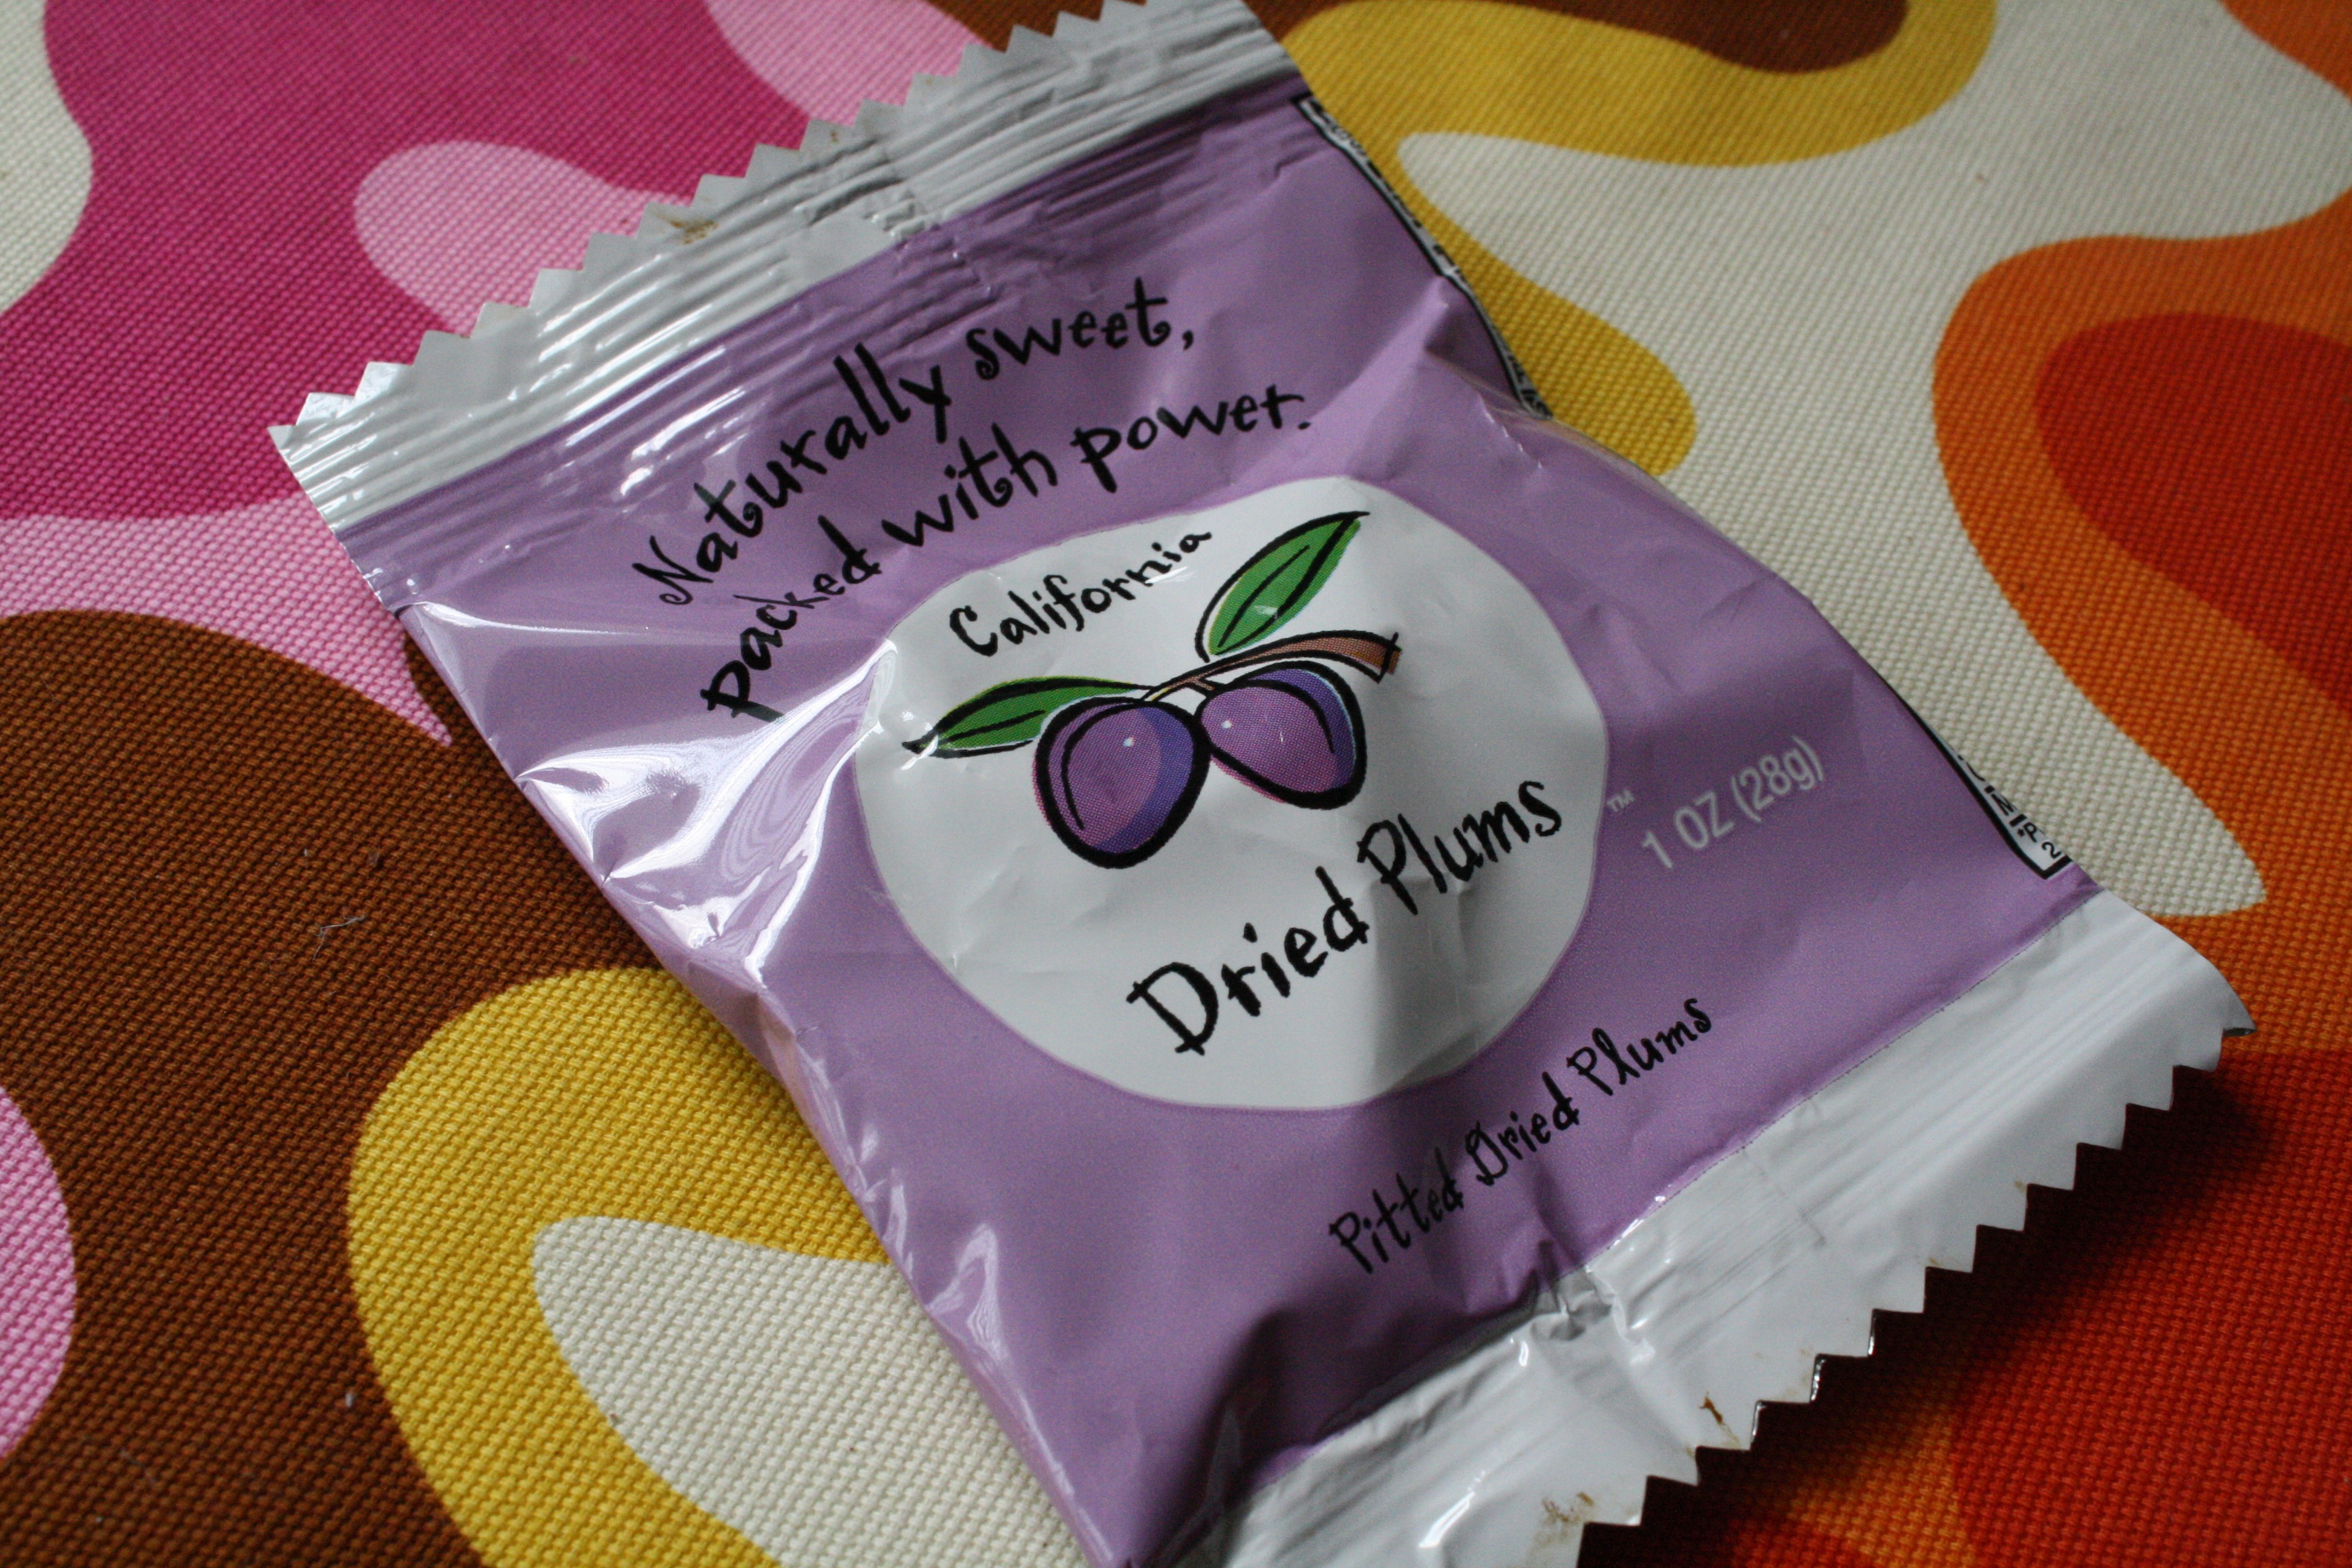 Naturally sweet,
packed with power.
California
Dried Plums
™
1 OZ (28g)
Pitted Dried Plums